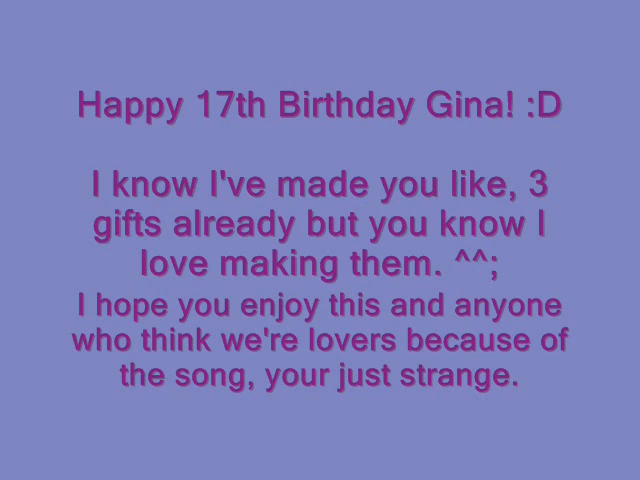 Happy 17th Birthday Gina! :D
I know I've made you like, 3
gifts already but you know I
love making them. ^^;
I hope you enjoy this and anyone
who think we're lovers because of
the song, your just strange.